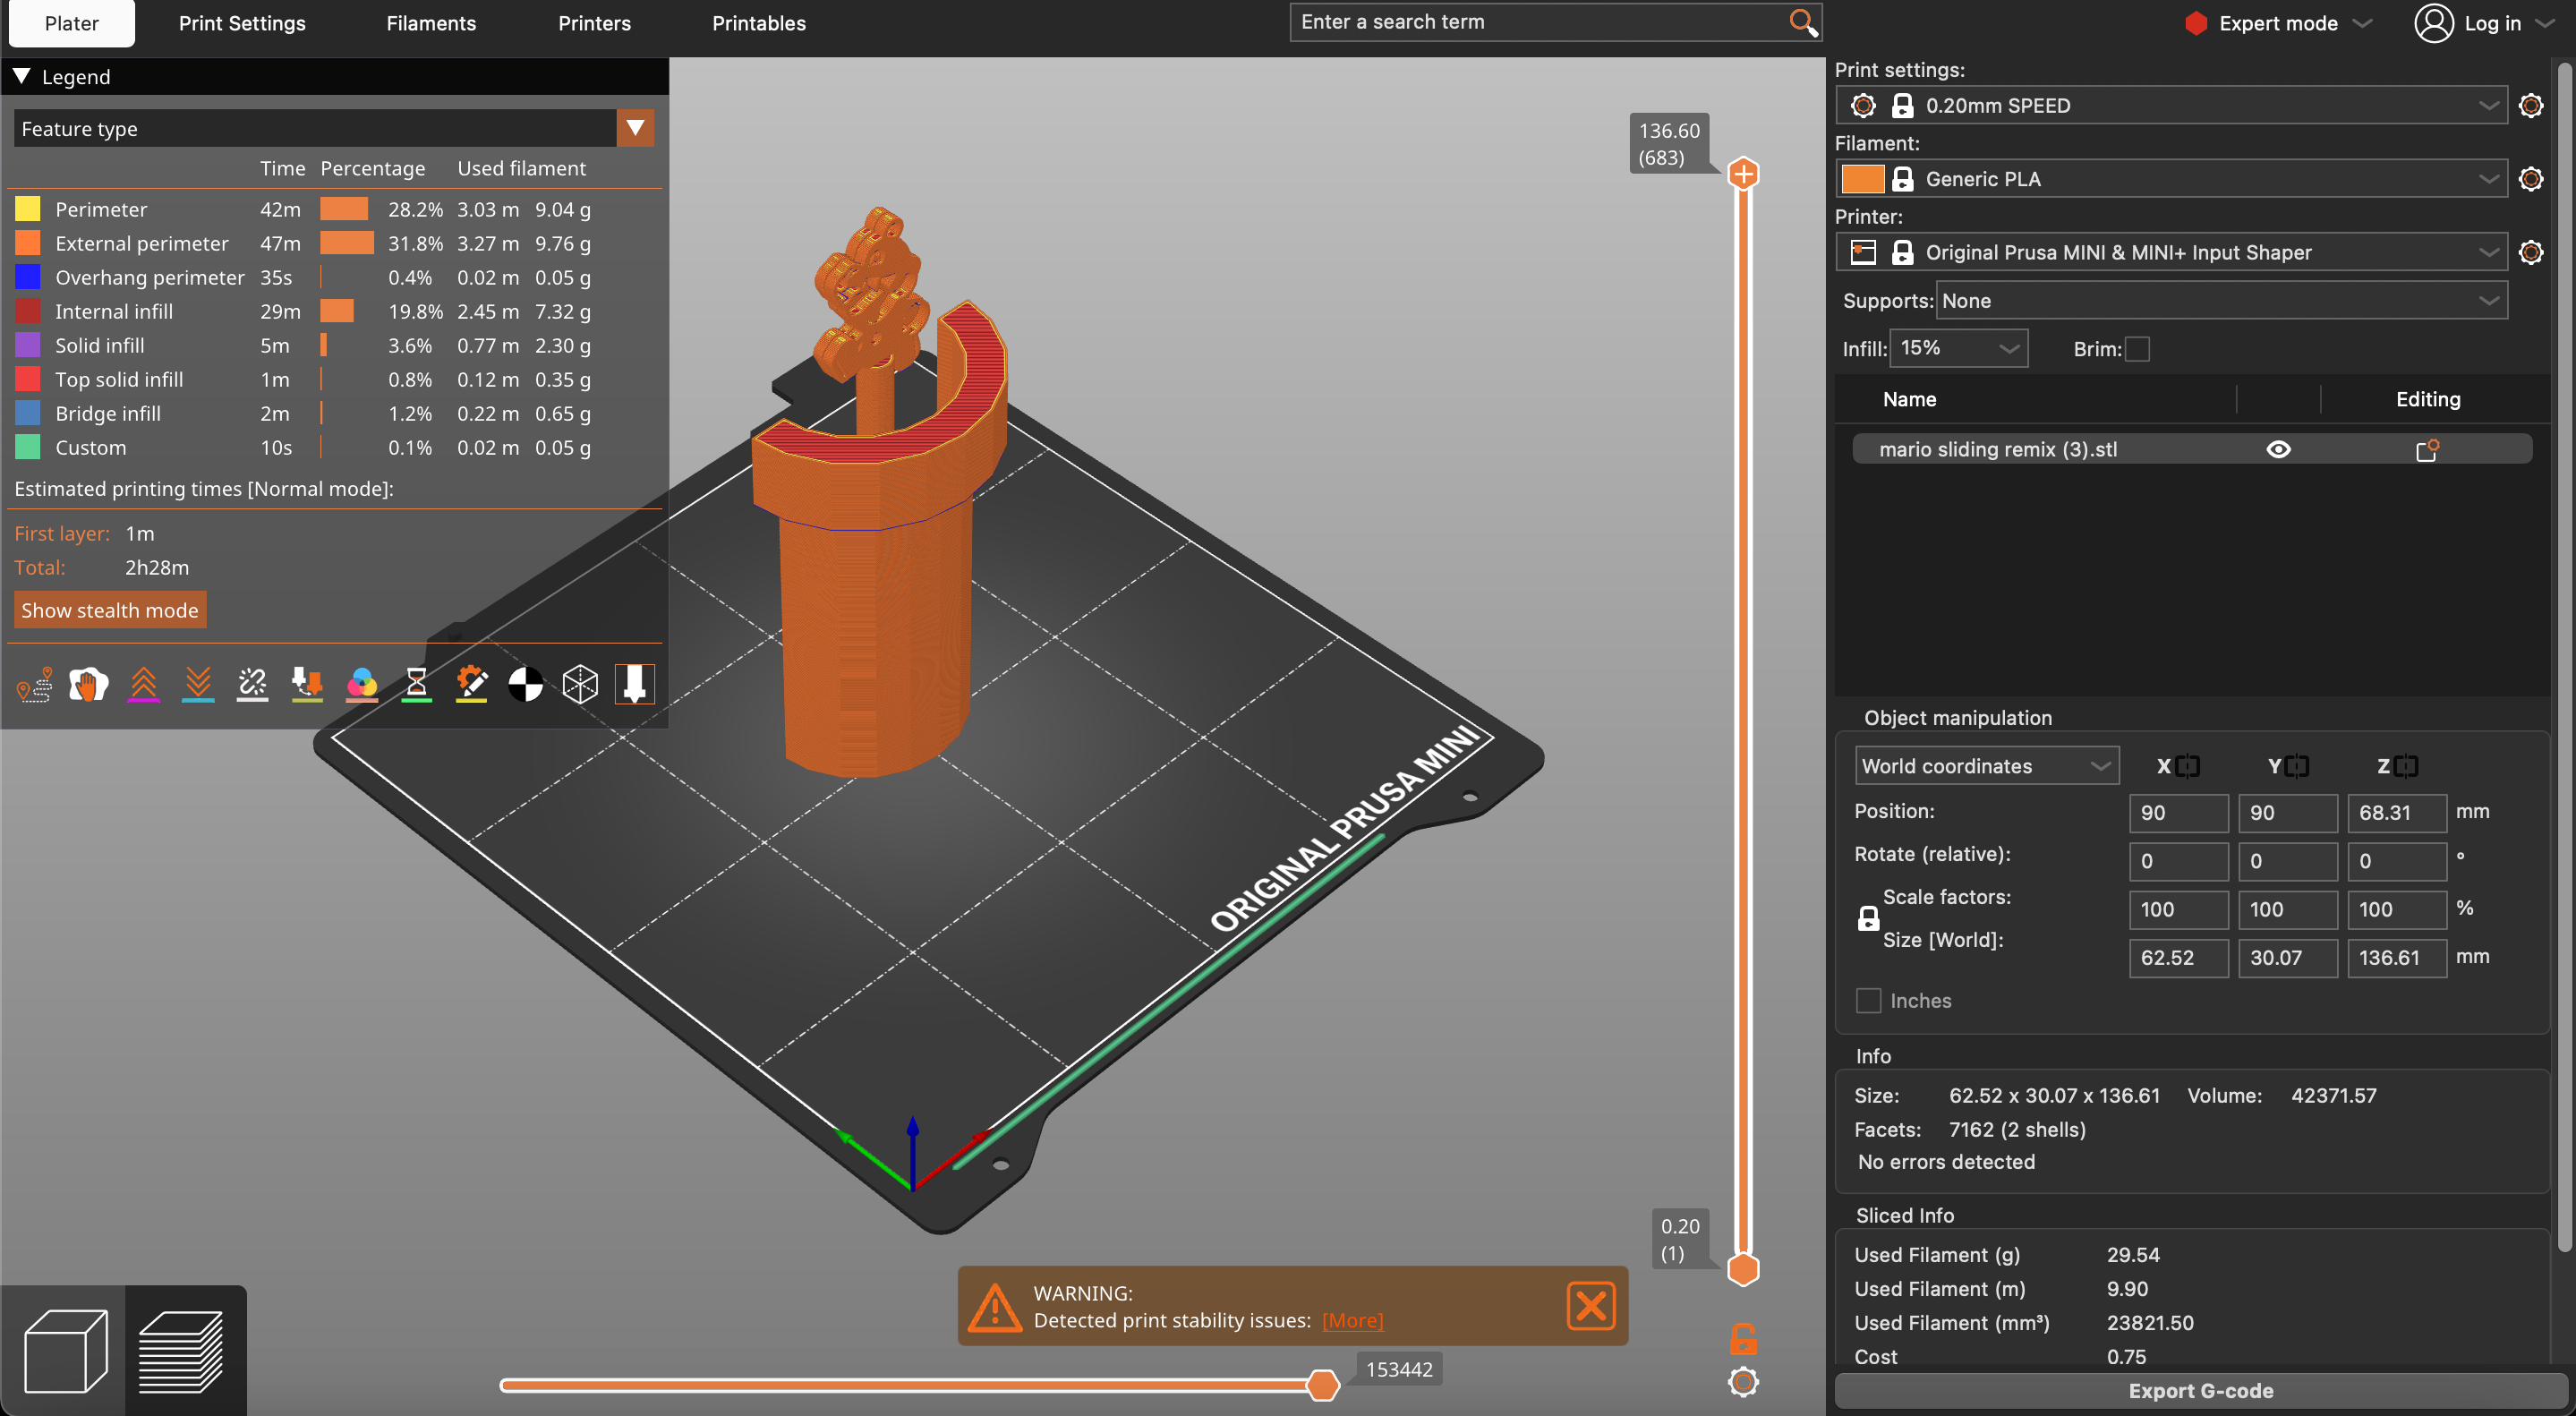 Plater Print Settings Filaments Printers Printables Enter a search term Expert mode Log in
Legend
Feature type
Time Percentage Used filament
Perimeter 42m 28.2% 3.03 m 9.04 g
External perimeter 47m 31.8% 3.27 m 9.76 g
Overhang perimeter 35s 0.4% 0.02 m 0.05 g
Internal infill 29m 19.8% 2.45 m 7.32 g
Solid infill 5m 3.6% 0.77 m 2.30 g
Top solid infill 1m 0.8% 0.12 m 0.35 g
Bridge infill 2m 1.2% 0.22 m 0.65 g
Custom 10s 0.1% 0.02 m 0.05 g
Estimated printing times [Normal mode]:
First layer: 1m
Total: 2h28m
Show stealth mode
136.60
(683)
ORIGINAL PRUSA MINI
0.20
(1)
WARNING:
Detected print stability issues: [More]
153442
Print settings:
0.20mm SPEED
Filament:
Generic PLA
Printer:
Original Prusa MINI & MINI+ Input Shaper
Supports: None
Infill: 15% Brim:
Name Editing
mario sliding remix (3).stl
Object manipulation
World coordinates X Y Z
Position: 90 90 68.31 mm
Rotate (relative): 0 0 0 °
Scale factors: 100 100 100 %
Size [World]: 62.52 30.07 136.61 mm
Inches
Info
Size: 62.52 x 30.07 x 136.61 Volume: 42371.57
Facets: 7162 (2 shells)
No errors detected
Sliced Info
Used Filament (g) 29.54
Used Filament (m) 9.90
Used Filament (mm³) 23821.50
Cost 0.75
Export G-code